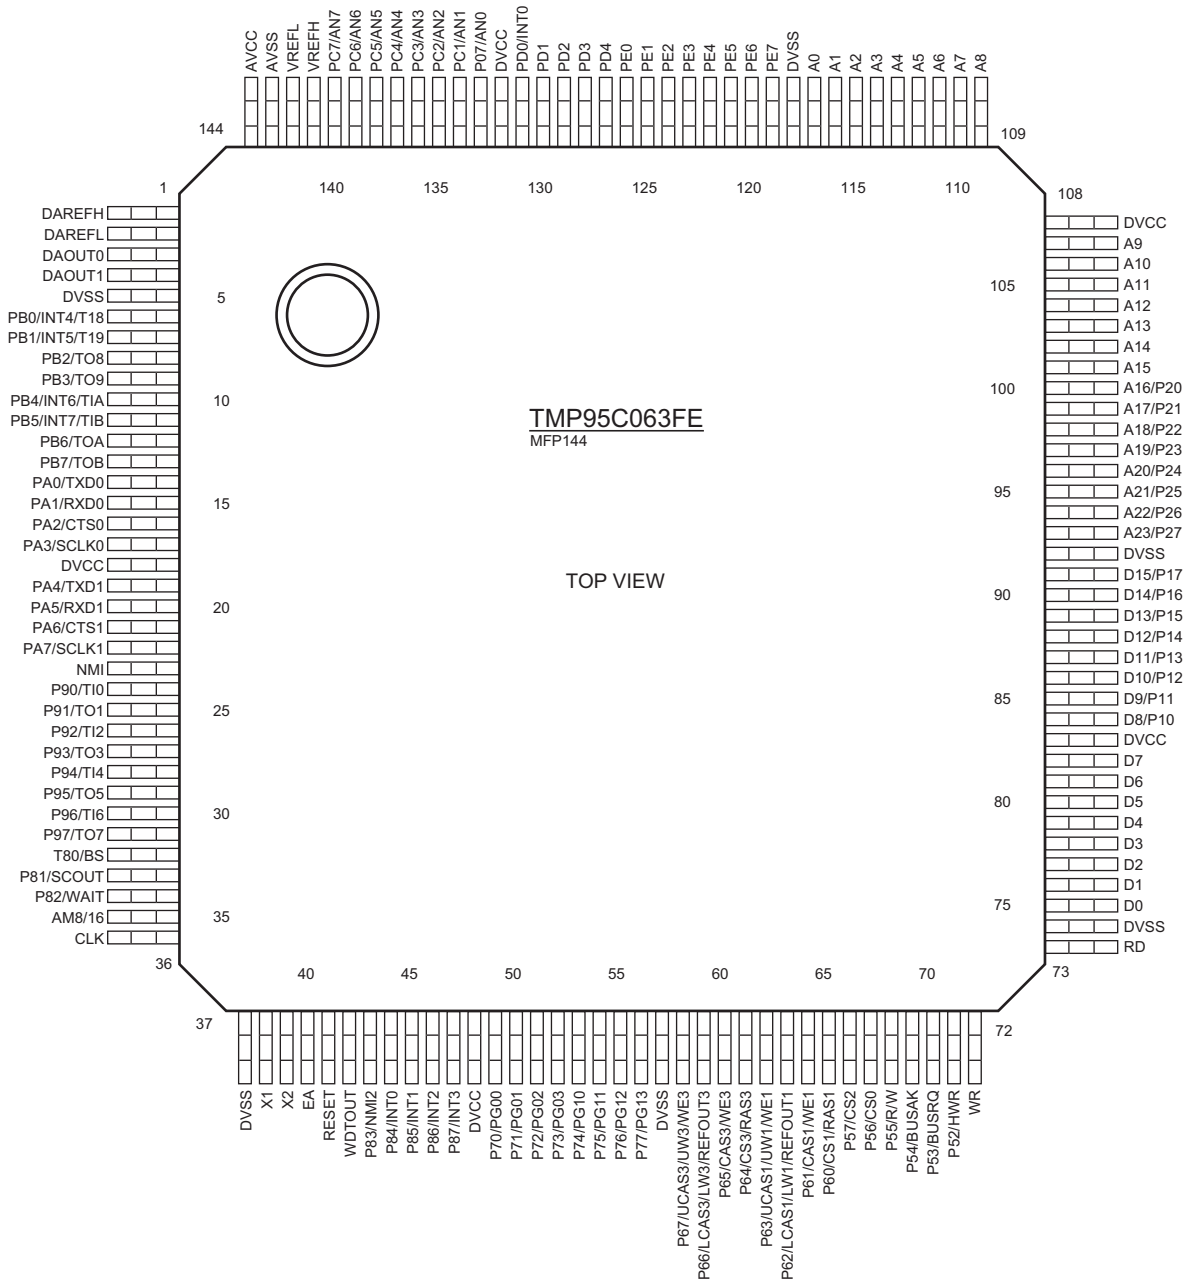 AVCC
AVSS
VREFL
VREFH
PC7/AN7
PC6/AN6
PC5/AN5
PC4/AN4
PC3/AN3
PC2/AN2
PC1/AN1
P07/AN0
DVCC
PD0/INT0
PD1
PD2
PD3
PD4
PE0
PE1
PE2
PE3
PE4
PE5
PE6
PE7
DVSS
A0
A1
A2
A3
A4
A5
A6
A7
A8
144
109
1
140
135
130
125
120
115
110
108
DAREFH
DAREFL
DAOUT0
DAOUT1
DVSS
PB0/INT4/T18
PB1/INT5/T19
PB2/TO8
PB3/TO9
PB4/INT6/TIA
PB5/INT7/TIB
PB6/TOA
PB7/TOB
PA0/TXD0
PA1/RXD0
PA2/CTS0
PA3/SCLK0
DVCC
PA4/TXD1
PA5/RXD1
PA6/CTS1
PA7/SCLK1
NMI
P90/TI0
P91/TO1
P92/TI2
P93/TO3
P94/TI4
P95/TO5
P96/TI6
P97/TO7
T80/BS
P81/SCOUT
P82/WAIT
AM8/16
CLK
5
10
15
20
25
30
35
TMP95C063FE
MFP144
TOP VIEW
105
100
95
90
85
80
75
DVCC
A9
A10
A11
A12
A13
A14
A15
A16/P20
A17/P21
A18/P22
A19/P23
A20/P24
A21/P25
A22/P26
A23/P27
DVSS
D15/P17
D14/P16
D13/P15
D12/P14
D11/P13
D10/P12
D9/P11
D8/P10
DVCC
D7
D6
D5
D4
D3
D2
D1
D0
DVSS
RD
36
40
45
50
55
60
65
70
73
37
72
DVSS
X1
X2
EA
RESET
WDTOUT
P83/NMI2
P84/INT0
P85/INT1
P86/INT2
P87/INT3
DVCC
P70/PG00
P71/PG01
P72/PG02
P73/PG03
P74/PG10
P75/PG11
P76/PG12
P77/PG13
DVSS
P67/UCAS3/UW3/WE3
P66/LCAS3/LW3/REFOUT3
P65/CAS3/WE3
P64/CS3/RAS3
P63/UCAS1/UW1/WE1
P62/LCAS1/LW1/REFOUT1
P61/CAS1/WE1
P60/CS1/RAS1
P57/CS2
P56/CS0
P55/R/W
P54/BUSAK
P53/BUSRQ
P52/HWR
WR